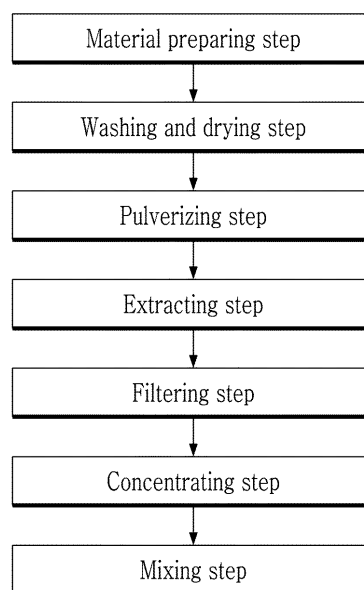 Material preparing step
Washing and drying step
Pulverizing step
Extracting step
Filtering step
Concentrating step
Mixing step